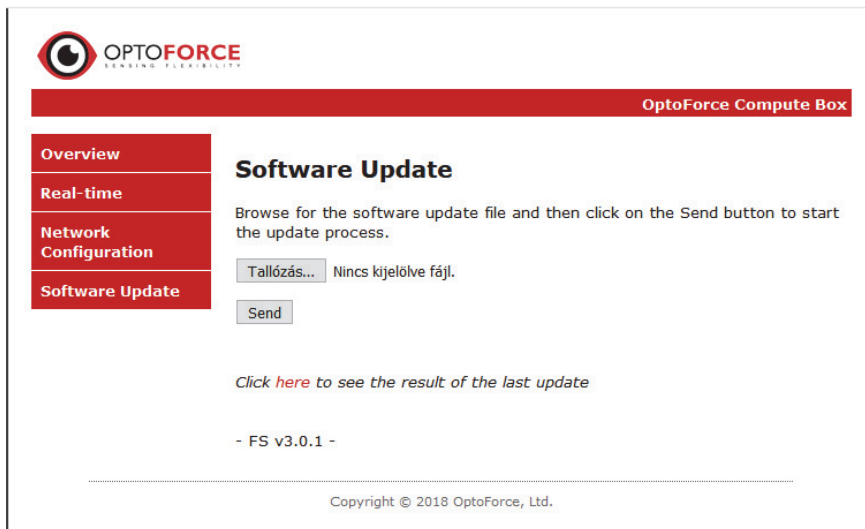 OPTOFORCE
SENSING FLEXIBILITY
OptoForce Compute Box
Overview
Real-time
Network
Configuration
Software Update
Software Update
Browse for the software update file and then click on the Send button to start
the update process.
Tallózás... Nincs kijelölve fájl.
Send
Click here to see the result of the last update
- FS v3.0.1 -
Copyright © 2018 OptoForce, Ltd.